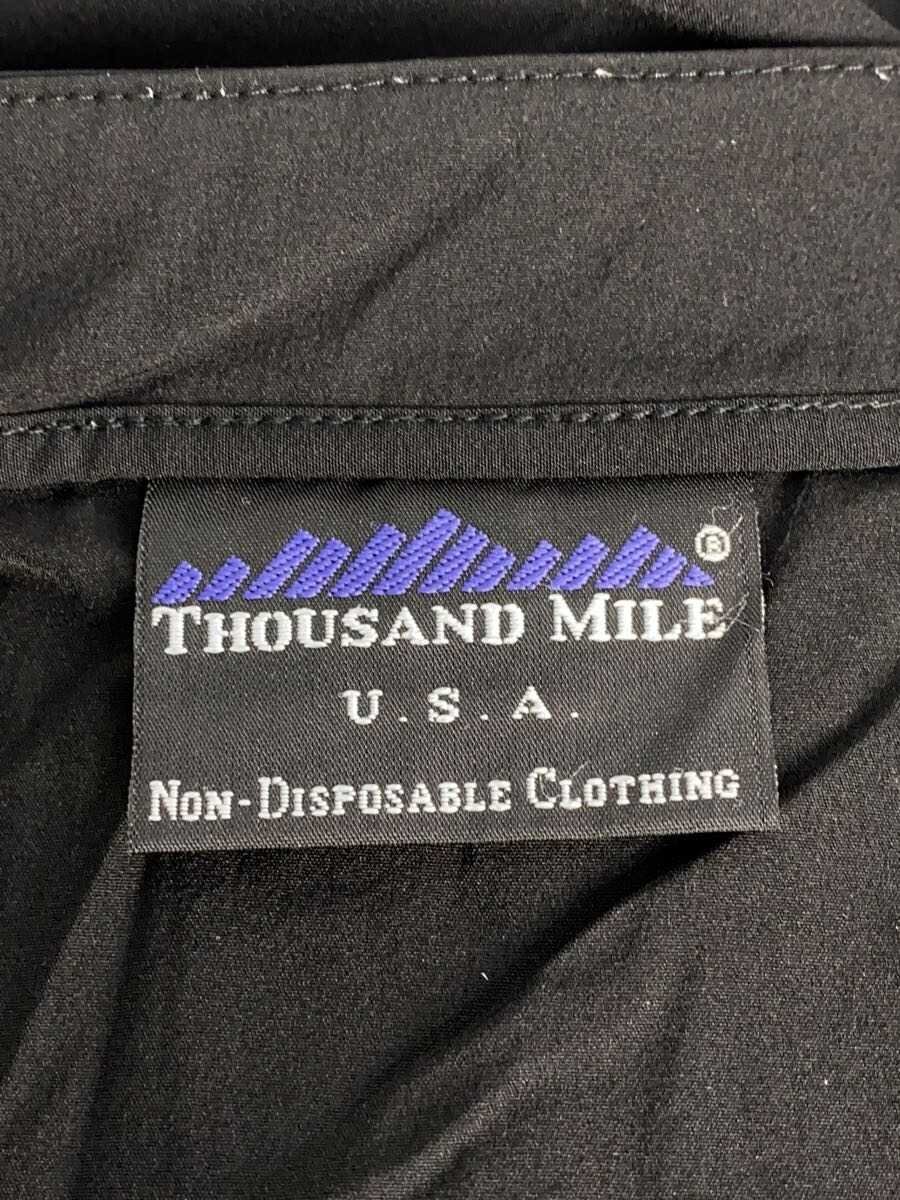 ®
THOUSAND MILE
U.S.A.
NON-DISPOSABLE CLOTHING